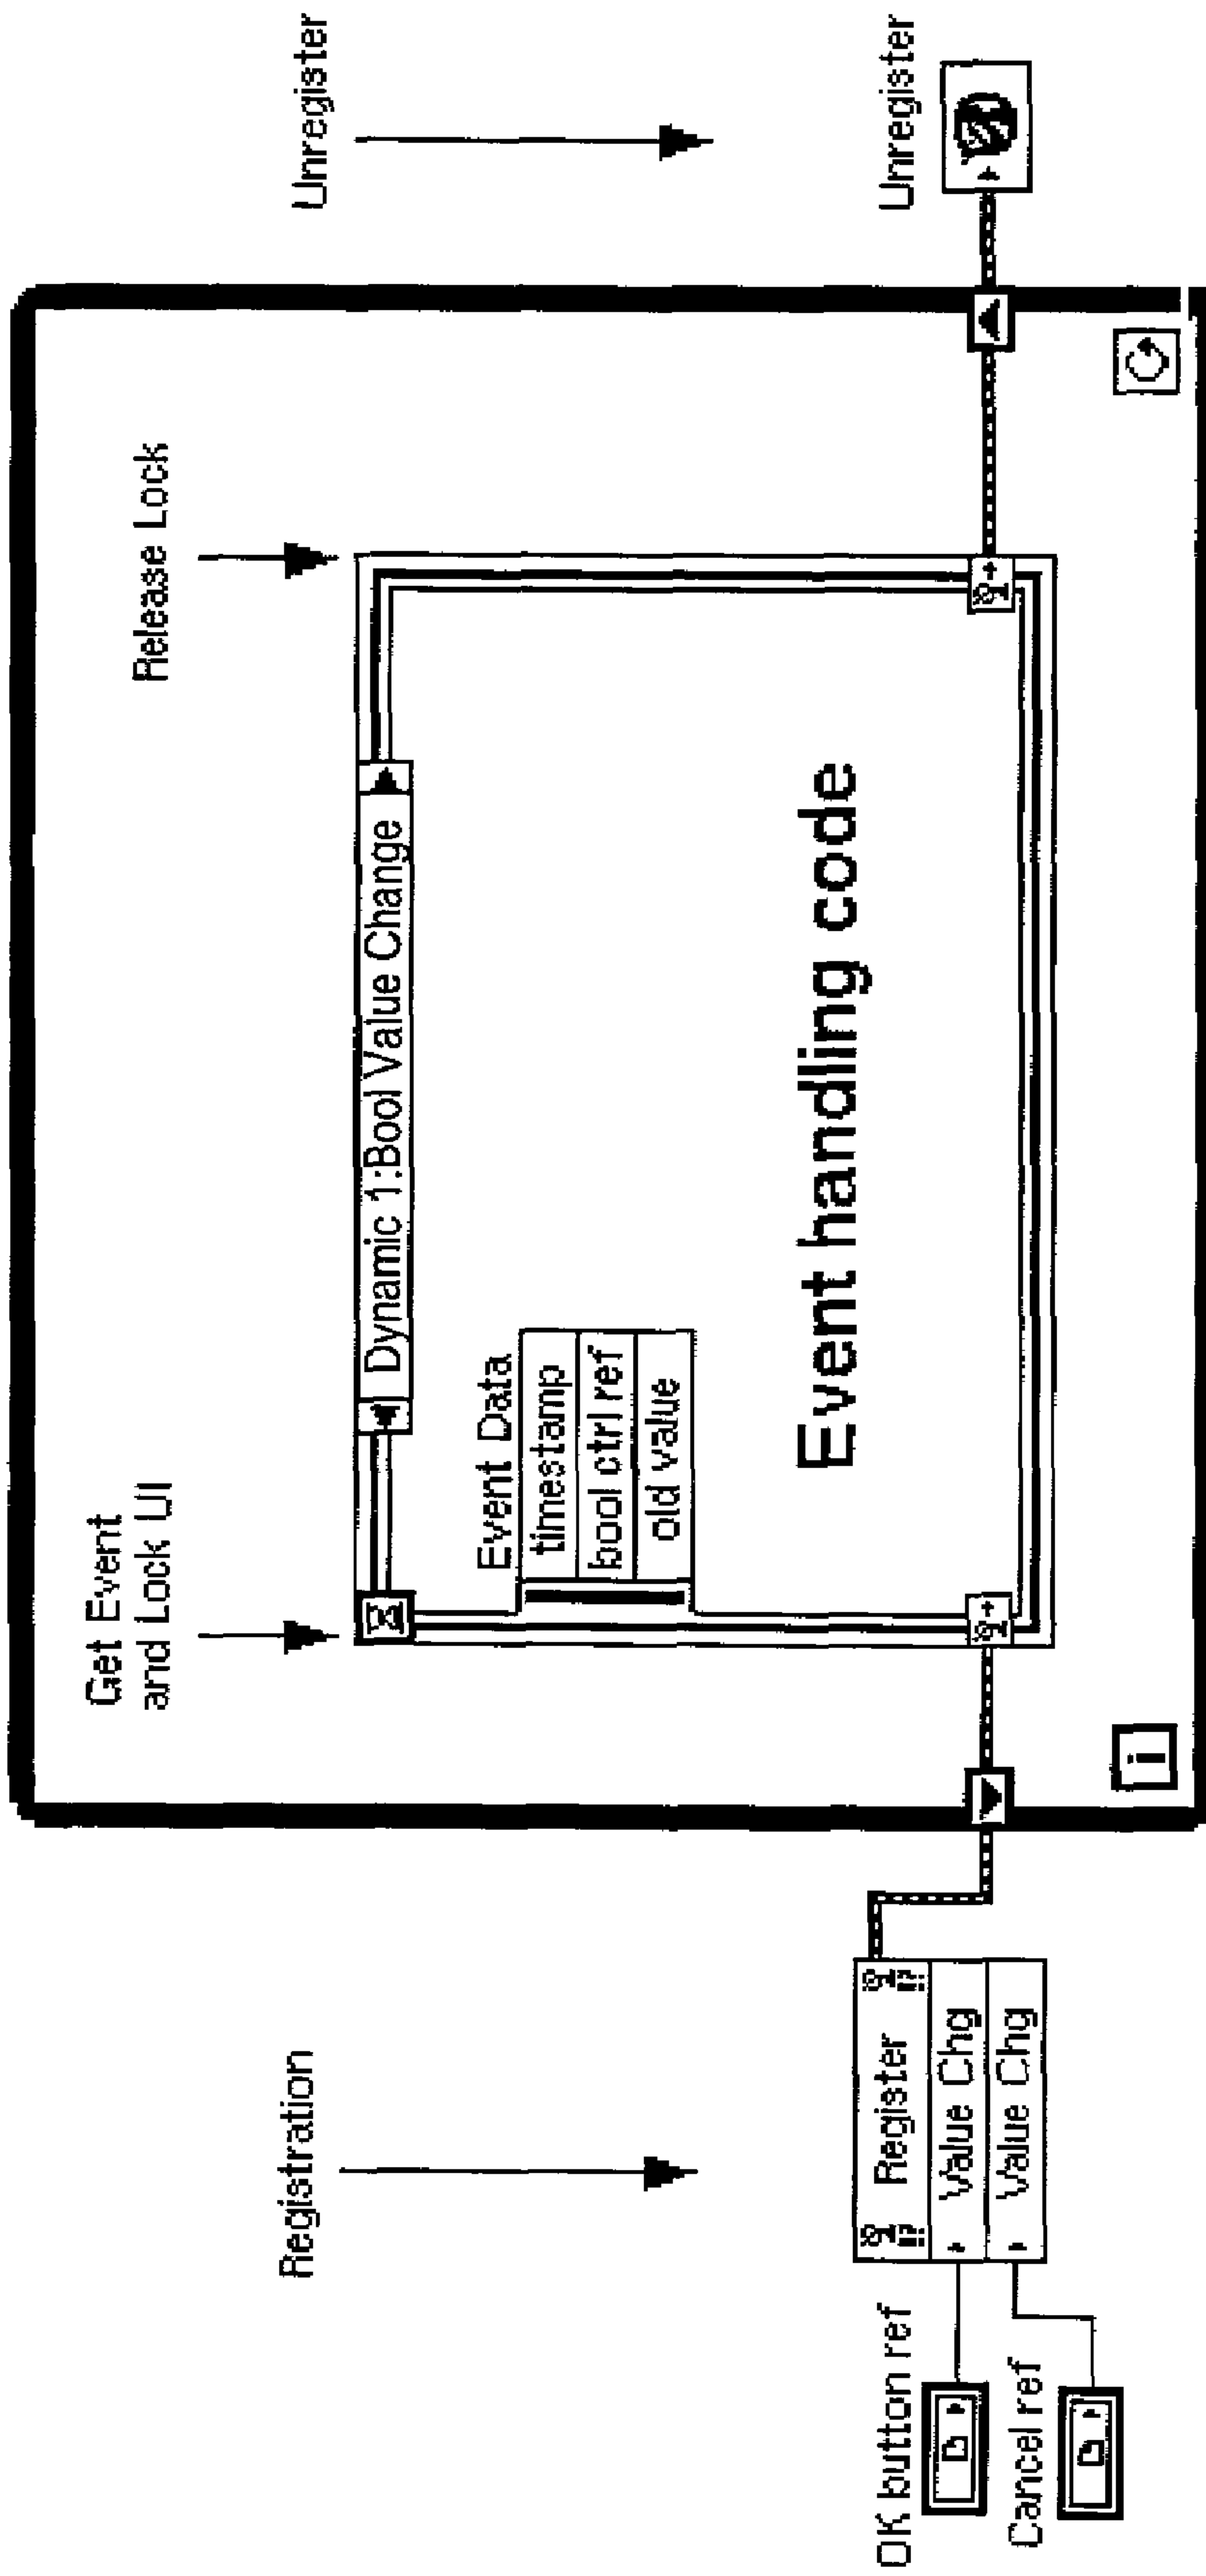 Registration
Get Event
and Lock UI
Release Lock
Unregister
OK button ref
Cancel ref
Register
Value Chg
Value Chg
Dynamic 1:Bool Value Change
Event Data
timestamp
bool ctrl ref
old value
Event handling code
i
Unregister